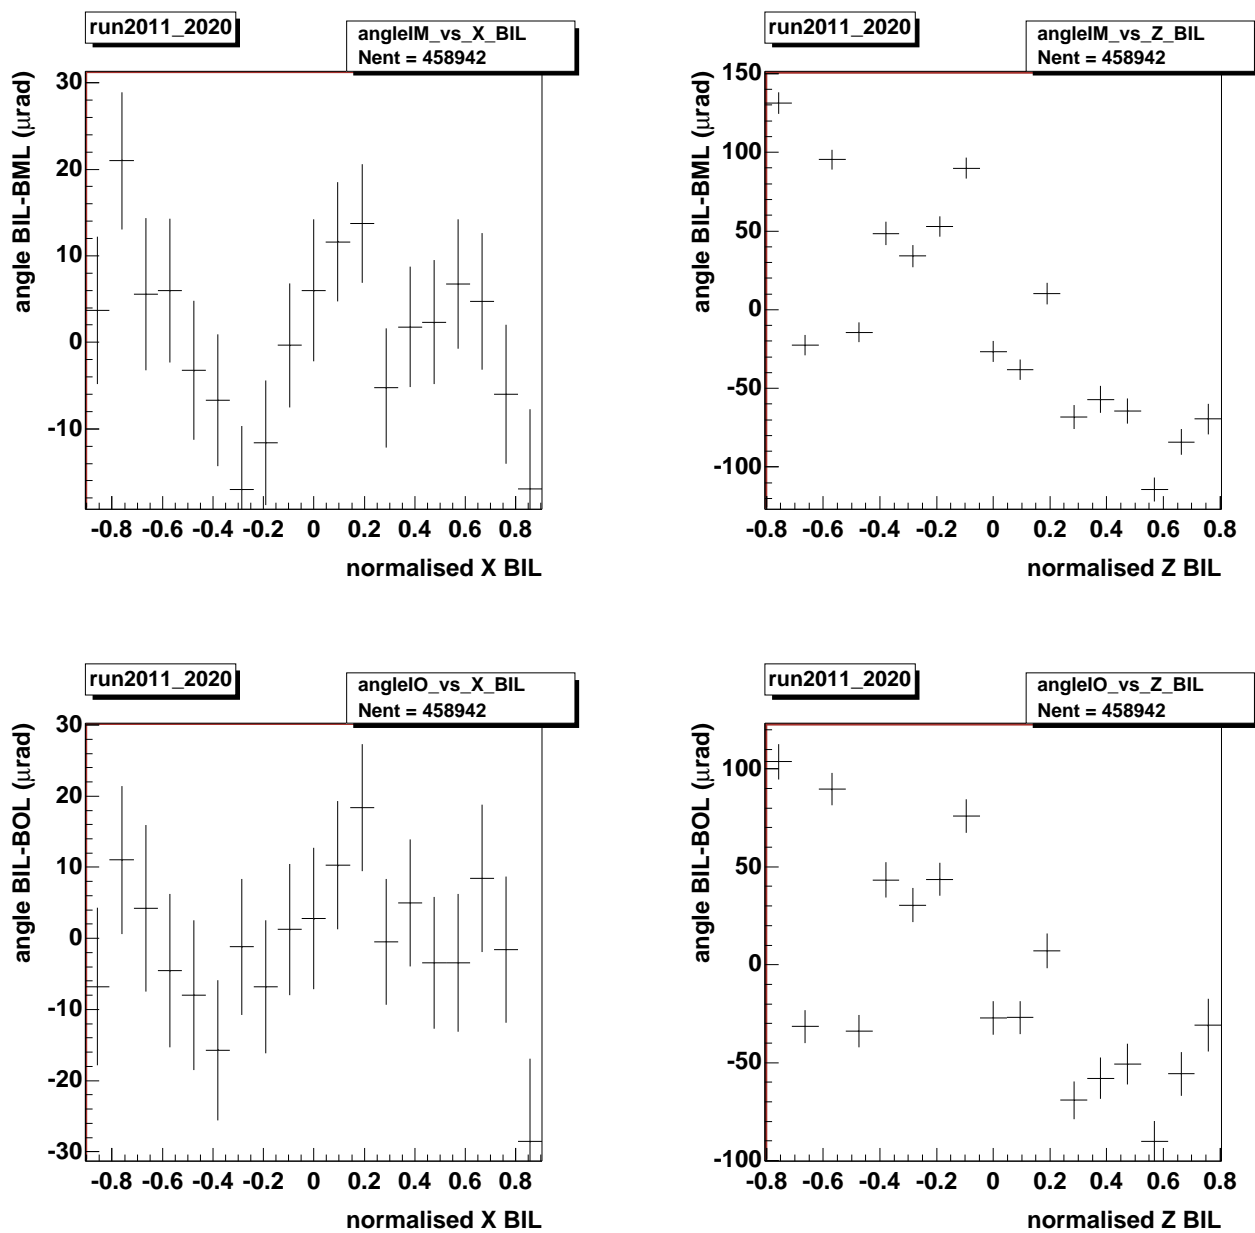 run2011_2020
angleIM_vs_X_BIL
Nent = 458942
angle BIL-BML (μrad)
30
20
10
0
-10
-0.8 -0.6 -0.4 -0.2 0 0.2 0.4 0.6 0.8
normalised X BIL
run2011_2020
angleIM_vs_Z_BIL
Nent = 458942
angle BIL-BML (μrad)
150
100
50
0
-50
-100
-0.8 -0.6 -0.4 -0.2 0 0.2 0.4 0.6 0.8
normalised Z BIL
run2011_2020
angleIO_vs_X_BIL
Nent = 458942
angle BIL-BOL (μrad)
30
20
10
0
-10
-20
-30
-0.8 -0.6 -0.4 -0.2 0 0.2 0.4 0.6 0.8
normalised X BIL
run2011_2020
angleIO_vs_Z_BIL
Nent = 458942
angle BIL-BOL (μrad)
100
50
0
-50
-100
-0.8 -0.6 -0.4 -0.2 0 0.2 0.4 0.6 0.8
normalised Z BIL